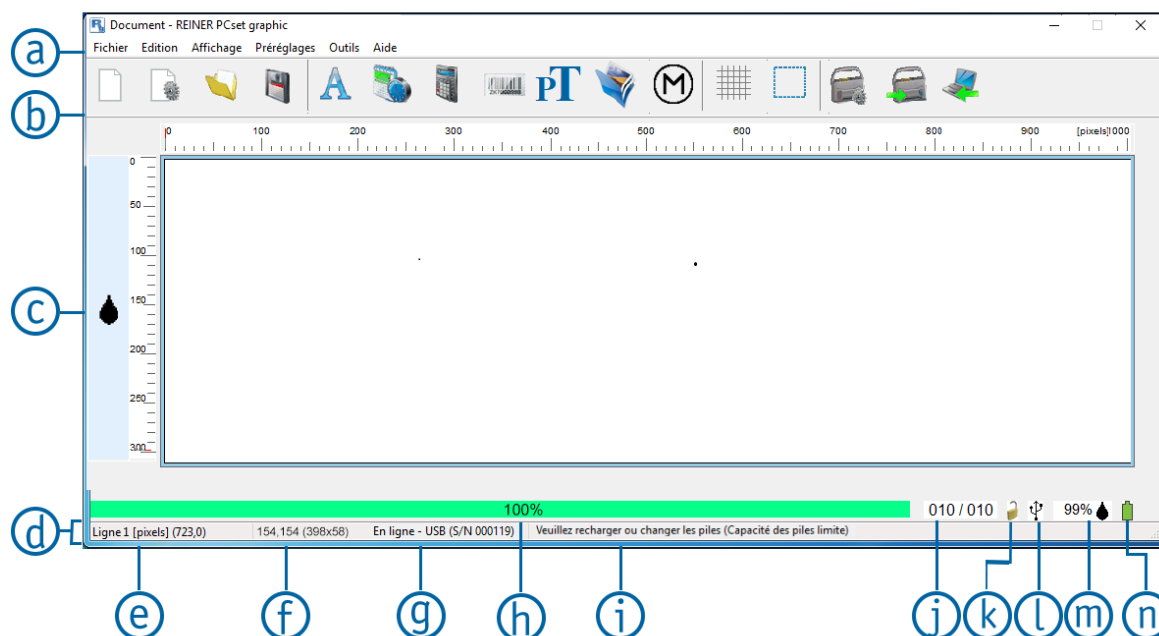 Document - REINER PCset graphic
Fichier Edition Affichage Préréglages Outils Aide
a
A
pT
M
b
0 100 200 300 400 500 600 700 800 900 [pixels]1000
0
50
100
150
c
200
250
300
100% 010 / 010 99%
d
Ligne 1 [pixels] (723,0) 154,154 (398x58) En ligne - USB (S/N 000119) Veuillez recharger ou changer les piles (Capacité des piles limite)
e f g h i j k l m n